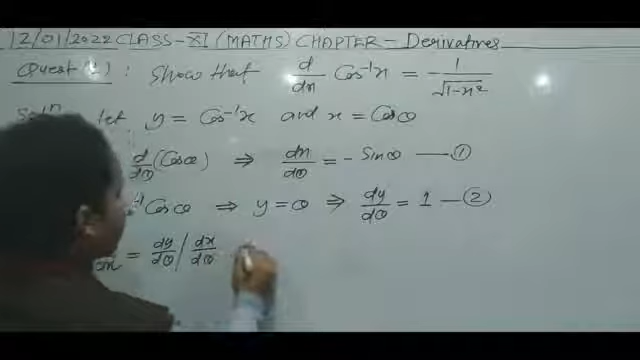 12/01/2022 CLASS-XI (MATHS) CHAPTER - Derivatives
Quest (1) : Show that d/dx Cos⁻¹x = - 1/√1-x²
Solⁿ let y = Cos⁻¹x and x = Cosθ
d/dθ (Cosθ) ⇒ dx/dθ = - Sinθ — ①
⁻¹ Cosθ ⇒ y = θ ⇒ dy/dθ = 1 — ②
= dy/dθ / dx/dθ